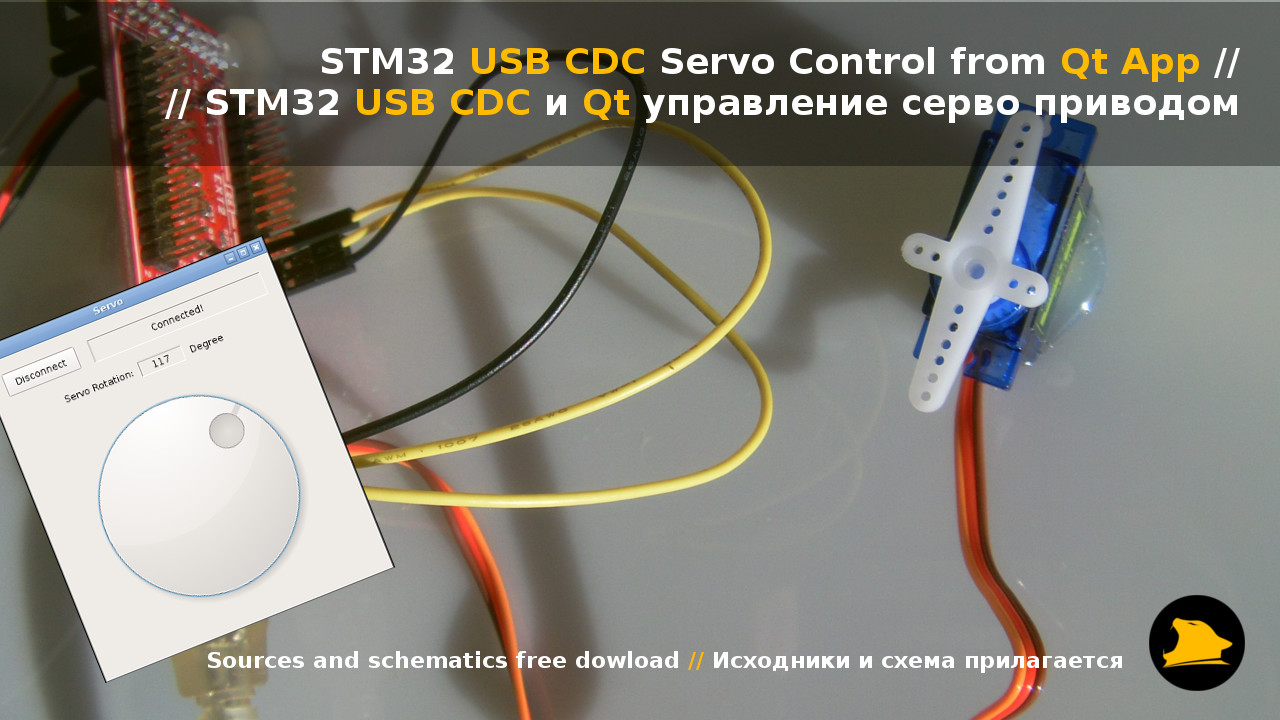 STM32 USB CDC Servo Control from Qt App //
// STM32 USB CDC и Qt управление серво приводом
Servo
Disconnect
Connected!
Servo Rotation: 117 Degree
Sources and schematics free dowload // Исходники и схема прилагается